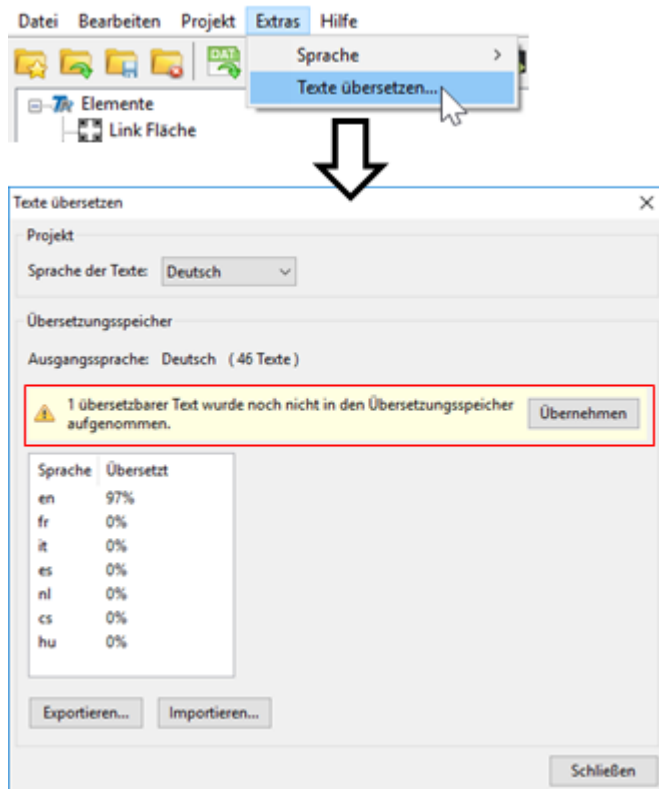 Datei Bearbeiten Projekt Extras Hilfe
DAT
Sprache >
Texte übersetzen...
Elemente
Link Fläche
Texte übersetzen
Projekt
Sprache der Texte: Deutsch
Übersetzungsspeicher
Ausgangssprache: Deutsch ( 46 Texte )
1 übersetzbarer Text wurde noch nicht in den Übersetzungsspeicher
aufgenommen.
Übernehmen
Sprache Übersetzt
en 97%
fr 0%
it 0%
es 0%
nl 0%
cs 0%
hu 0%
Exportieren... Importieren...
Schließen